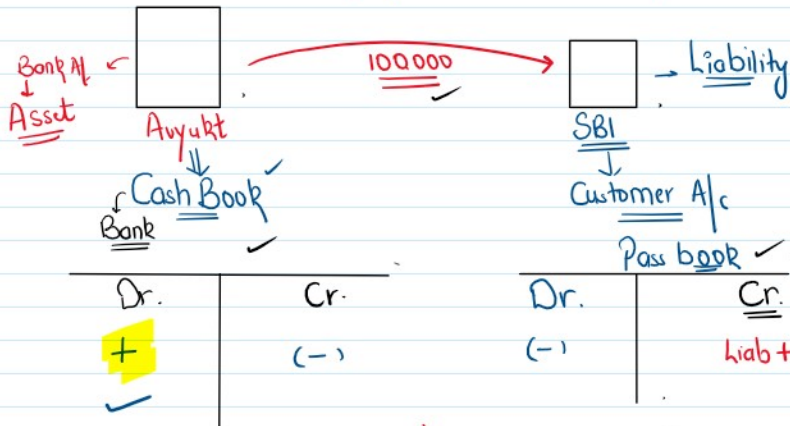 Bank A/c
Asset
Avyukt
100000
SBI
Liability
Cash Book
Bank
Customer A/c
Pass book
Dr. Cr. Dr. Cr.
+ (-) (-) Liab +